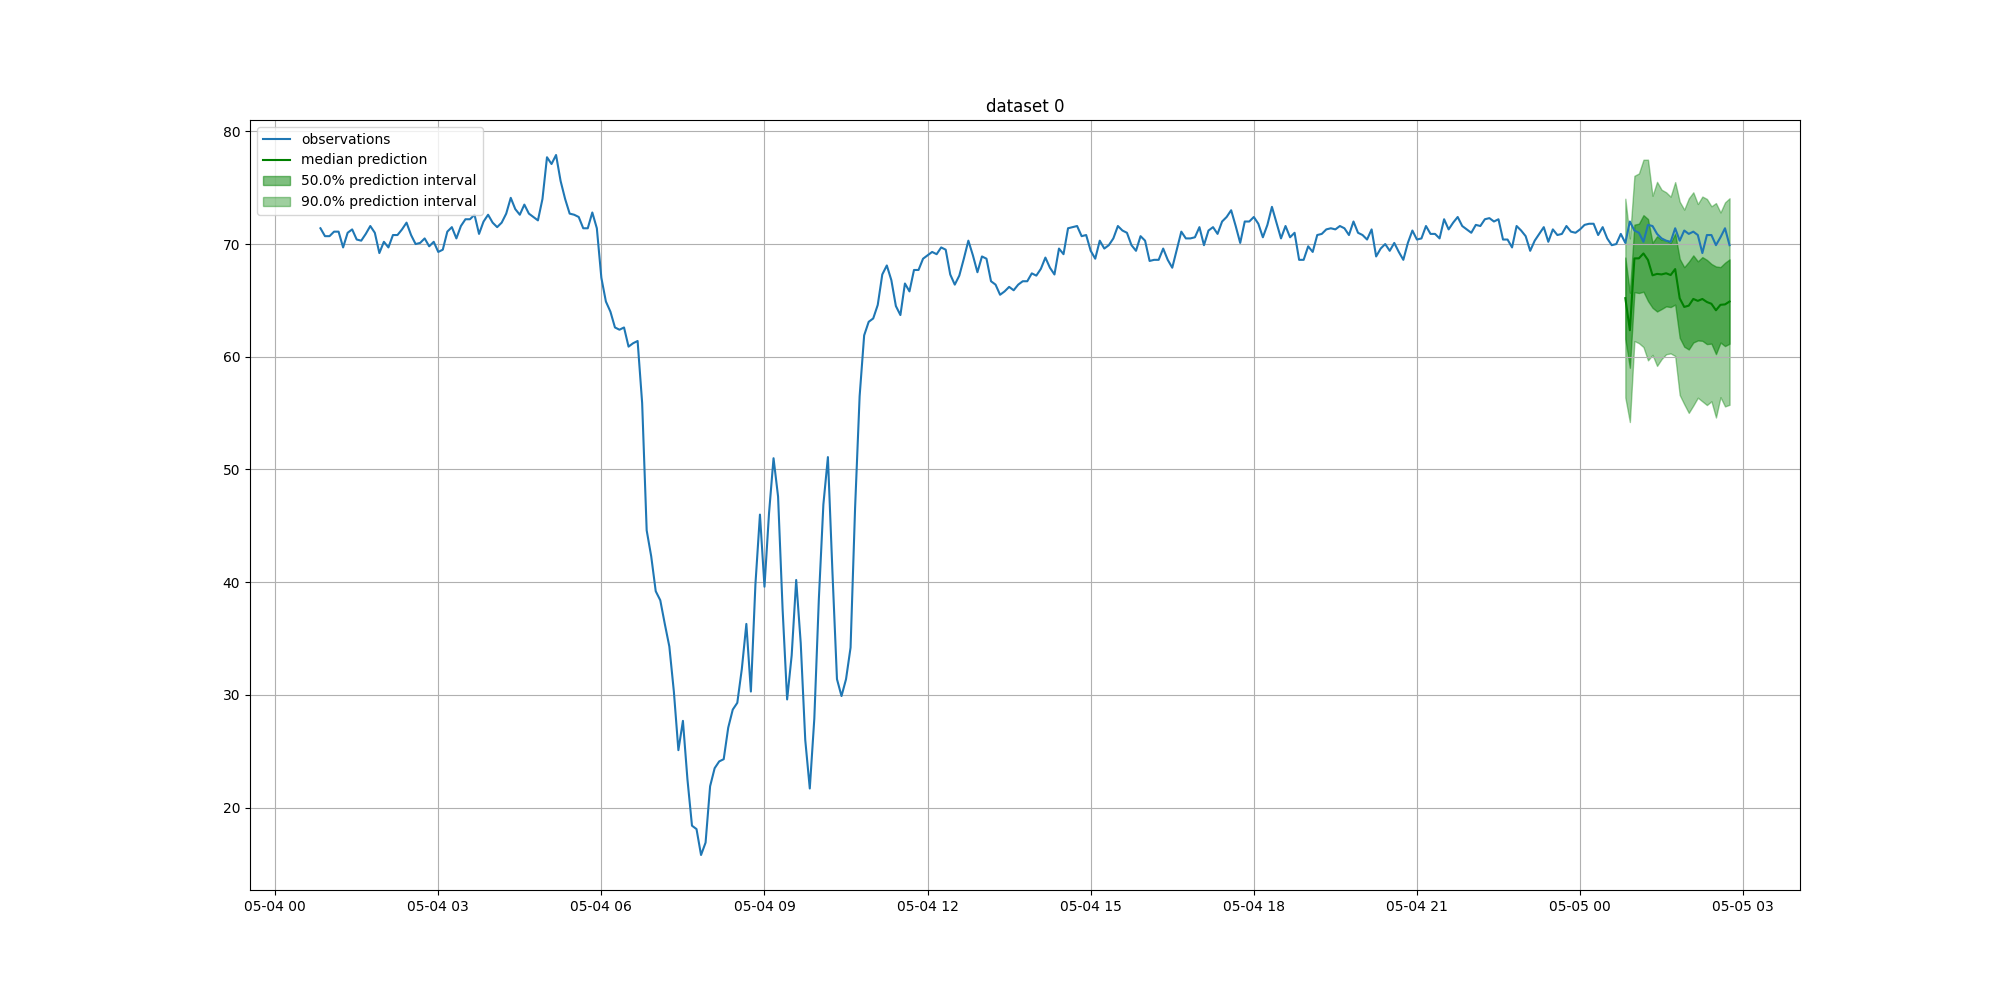 dataset 0
observations
median prediction
50.0% prediction interval
90.0% prediction interval
80
70
60
50
40
30
20
05-04 00 05-04 03 05-04 06 05-04 09 05-04 12 05-04 15 05-04 18 05-04 21 05-05 00 05-05 03